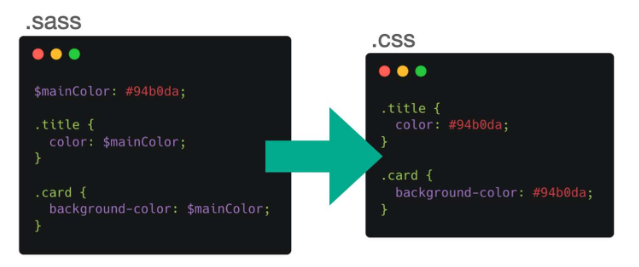 .sass
$mainColor: #94b0da;
.title {
color: $mainColor;
}
.card {
background-color: $mainColor;
}
.css
.title {
color: #94b0da;
}
.card {
background-color: #94b0da;
}